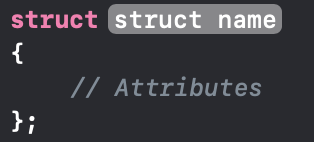 struct struct name
{
    // Attributes
};